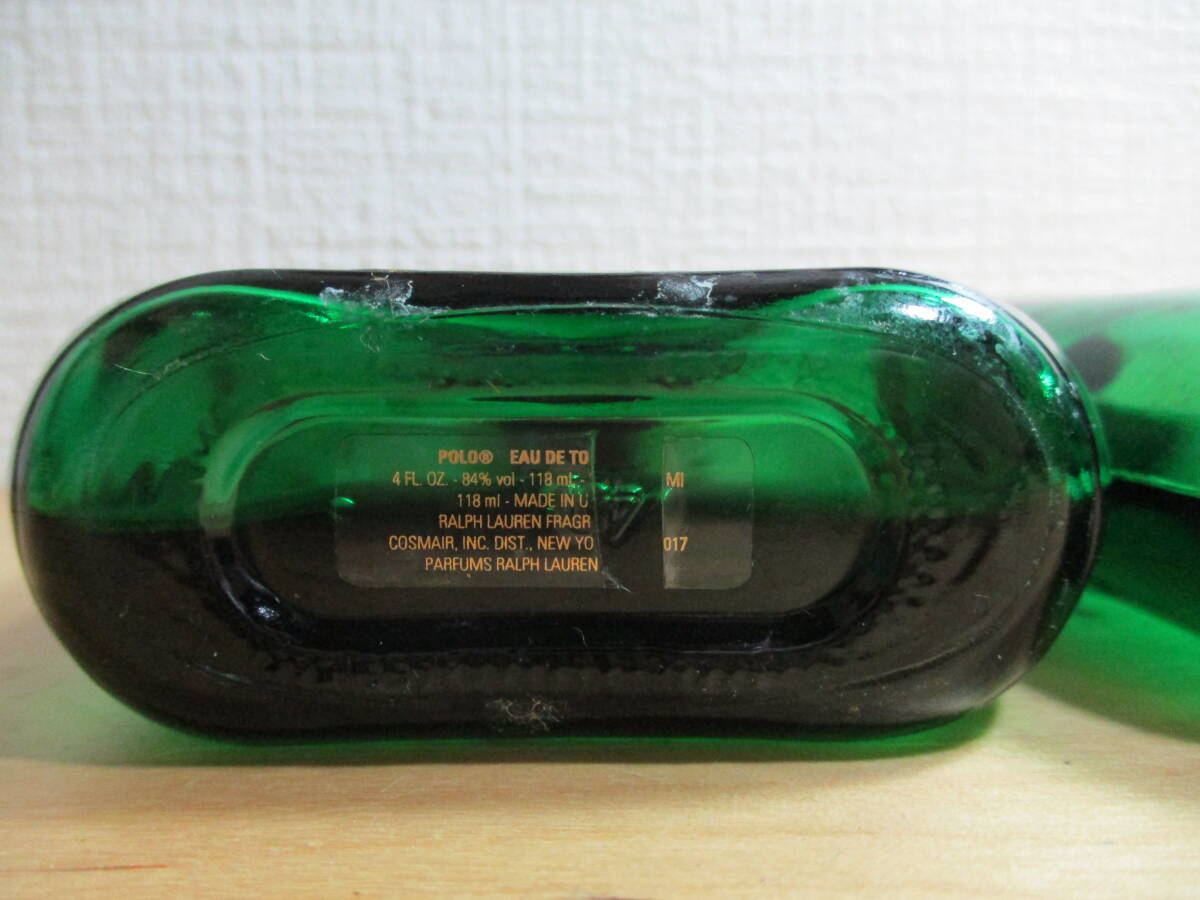 POLO® EAU DE TO
4 FL. OZ. - 84% vol - 118 ml - MI
118 ml - MADE IN U
RALPH LAUREN FRAGR
COSMAIR, INC. DIST., NEW YO 017
PARFUMS RALPH LAUREN